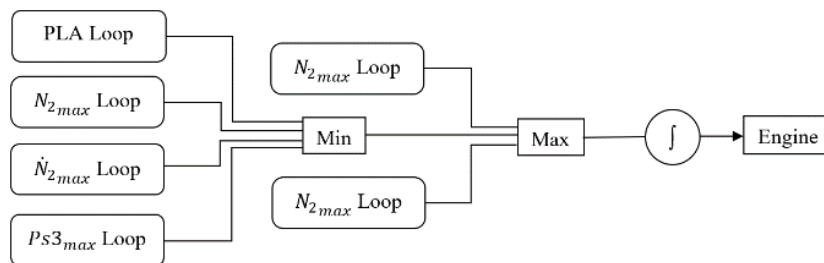 PLA Loop
N₂ₘₐₓ Loop
Ṅ₂ₘₐₓ Loop
Ps3ₘₐₓ Loop
N₂ₘₐₓ Loop
N₂ₘₐₓ Loop
Min
Max
∫
Engine